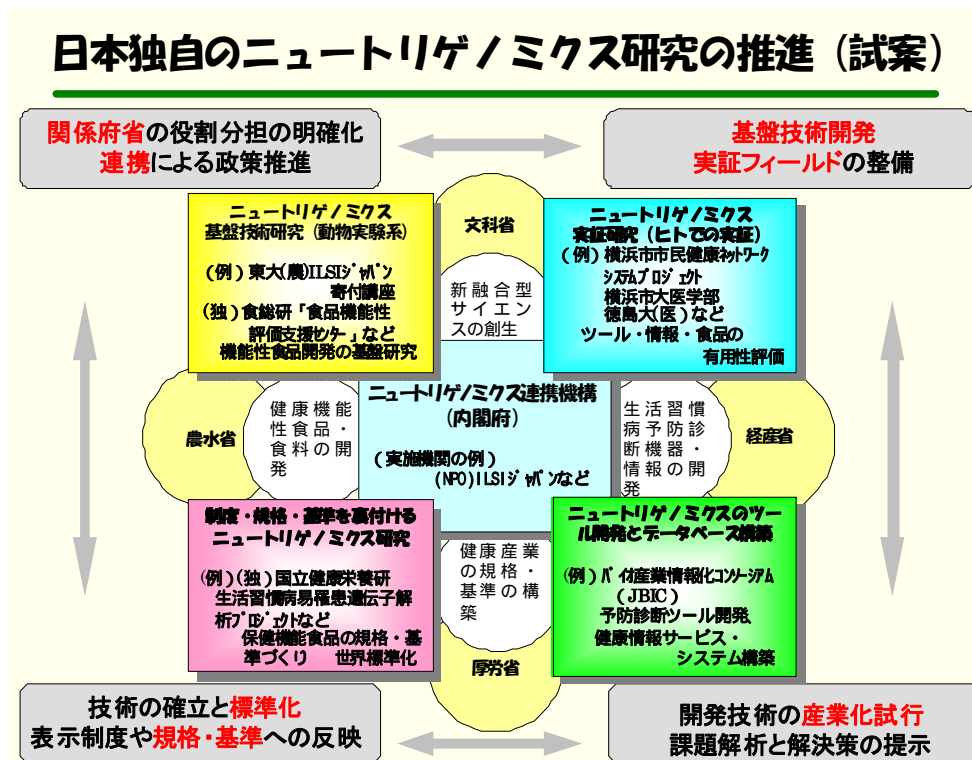 日本独自のニュートリゲノミクス研究の推進（試案）
関係府省の役割分担の明確化
連携による政策推進
基盤技術開発
実証フィールドの整備
文科省
新融合型
サイエン
スの創生
ニュートリゲノミクス
基盤技術研究（動物実験系）
（例）東大(農)ILSIｼﾞｬﾊﾟﾝ
寄付講座
（独）食総研「食品機能性
評価支援ｾﾝﾀｰ」など
機能性食品開発の基盤研究
ニュートリゲノミクス
実証研究（ヒトでの実証）
（例）横浜市市民健康ﾈｯﾄﾜｰｸ
ｼｽﾃﾑプロジェクト
横浜市大医学部
徳島大(医)など
ツール・情報・食品の
有用性評価
農水省
健康機能
性食品・
食料の開
発
ニュートリゲノミクス連携機構
（内閣府）
（実施機関の例）
(NPO)ILSIｼﾞｬﾊﾟﾝなど
生活習慣
病予防診
断機器・
情報の開
発
経産省
制度・規格・基準を裏付ける
ニュートリゲノミクス研究
（例）（独）国立健康栄養研
生活習慣病易罹患遺伝子解
析ﾌﾟﾛｼﾞｪｸﾄなど
保健機能食品の規格・基
準づくり　世界標準化
健康産業
の規格・
基準の構
築
厚労省
ニュートリゲノミクスのツー
ル開発とデータベース構築
（例）ﾊﾞｲｵ産業情報化ｺﾝｿｰｼｱﾑ
（JBIC）
予防診断ツール開発、
健康情報サービス・
システム構築
技術の確立と標準化
表示制度や規格・基準への反映
開発技術の産業化試行
課題解析と解決策の提示